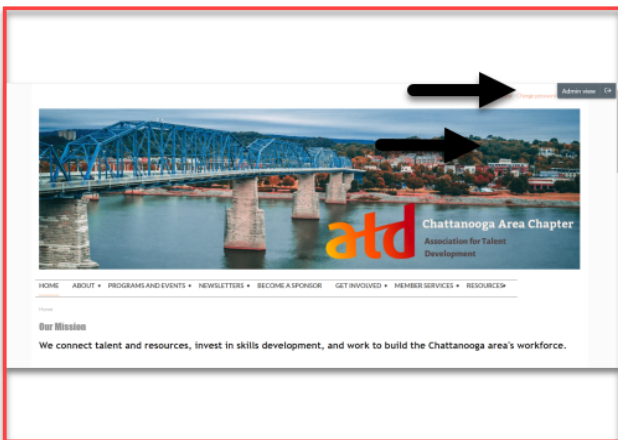 Admin view
atd
Chattanooga Area Chapter
Association for Talent
Development
HOME ABOUT PROGRAMS AND EVENTS NEWSLETTERS BECOME A SPONSOR GET INVOLVED MEMBER SERVICES RESOURCES
Home
Our Mission
We connect talent and resources, invest in skills development, and work to build the Chattanooga area's workforce.